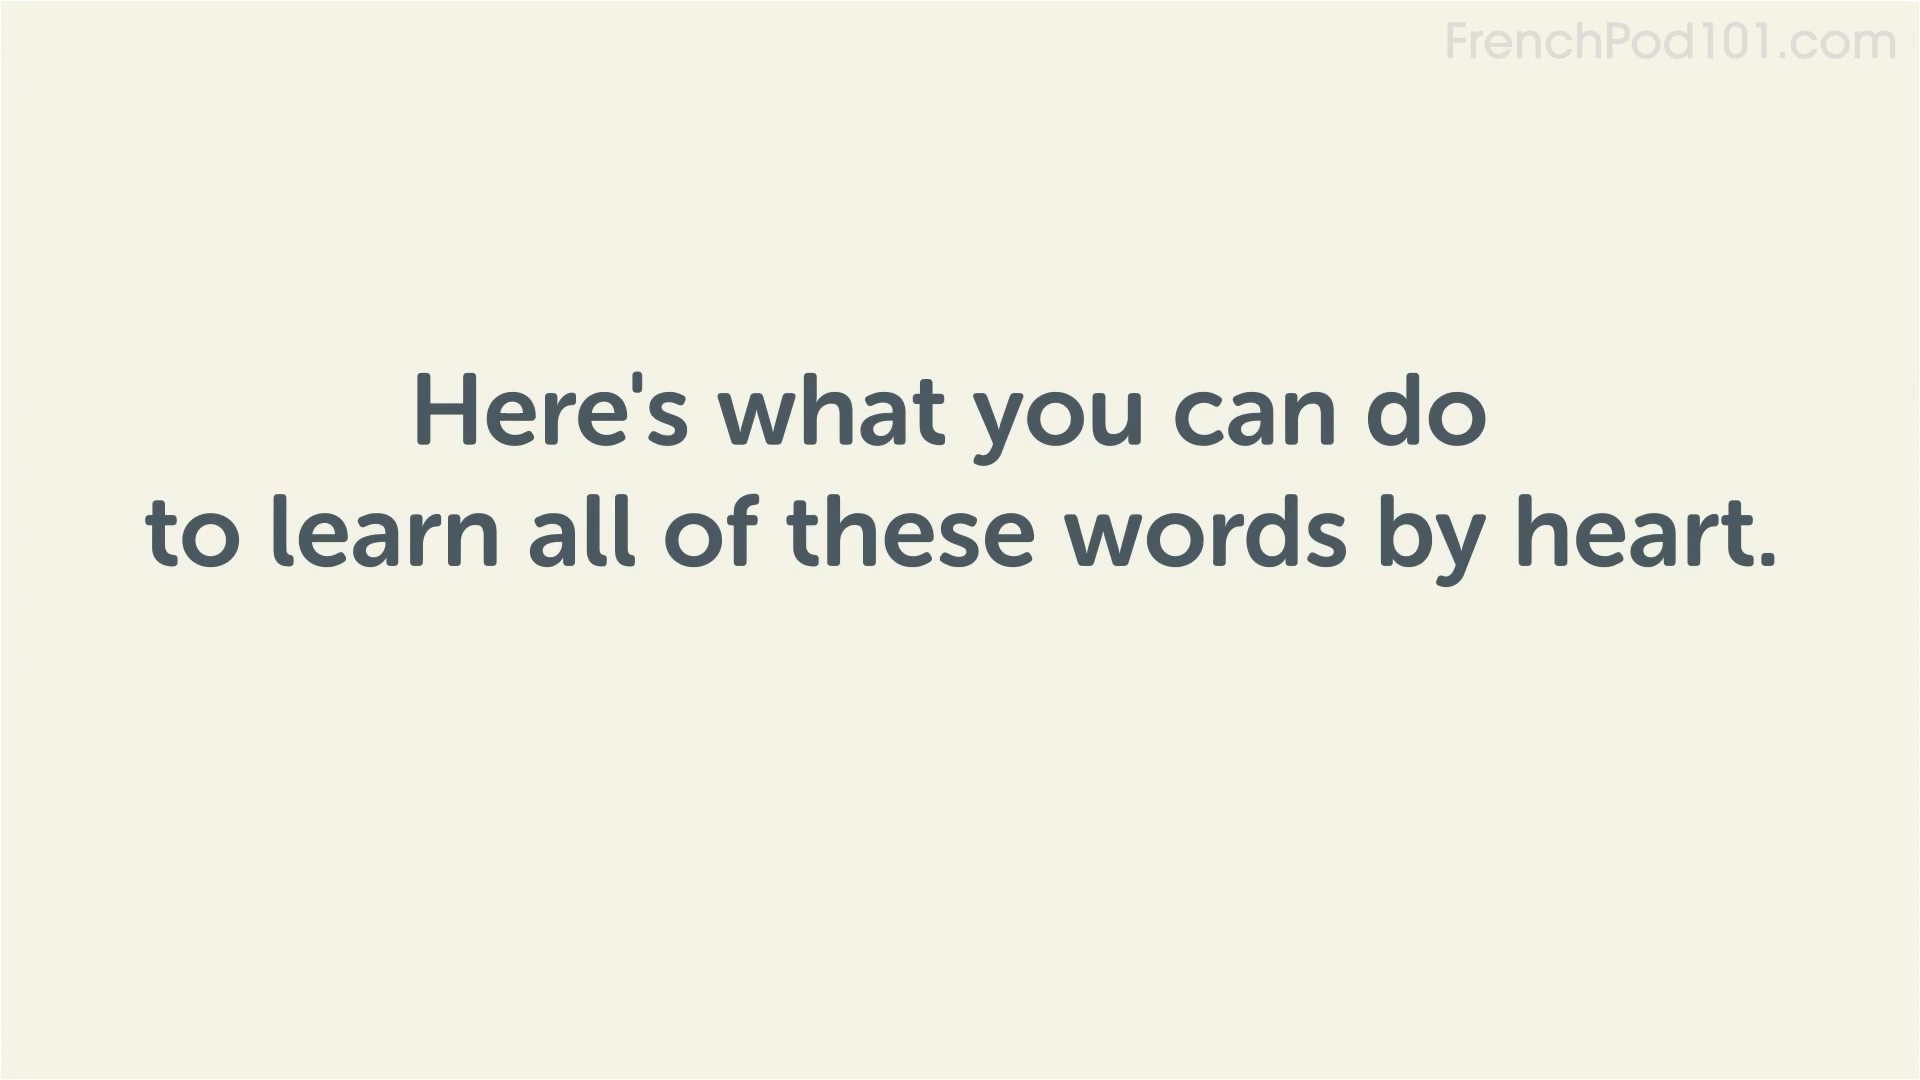 FrenchPod101.com
Here's what you can do
to learn all of these words by heart.